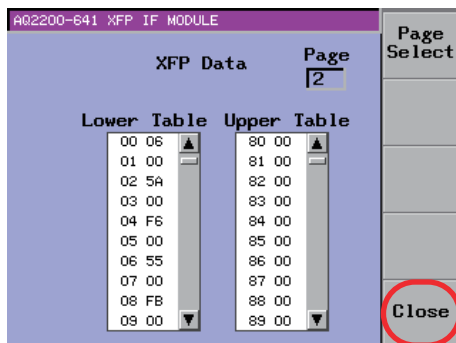 AQ2200-641 XFP IF MODULE
Page Select
XFP Data
Page
2
Lower Table Upper Table
00 06 80 00
01 00 81 00
02 5A 82 00
03 00 83 00
04 F6 84 00
05 00 85 00
06 55 86 00
07 00 87 00
08 FB 88 00
09 00 89 00
Close